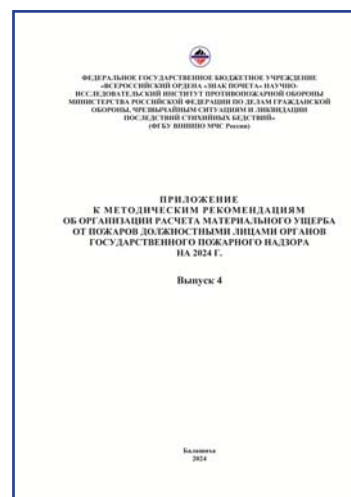 ФЕДЕРАЛЬНОЕ ГОСУДАРСТВЕННОЕ БЮДЖЕТНОЕ УЧРЕЖДЕНИЕ
«ВСЕРОССИЙСКИЙ ОРДЕНА «ЗНАК ПОЧЕТА» НАУЧНО-
ИССЛЕДОВАТЕЛЬСКИЙ ИНСТИТУТ ПРОТИВОПОЖАРНОЙ ОБОРОНЫ
МИНИСТЕРСТВА РОССИЙСКОЙ ФЕДЕРАЦИИ ПО ДЕЛАМ ГРАЖДАНСКОЙ
ОБОРОНЫ, ЧРЕЗВЫЧАЙНЫМ СИТУАЦИЯМ И ЛИКВИДАЦИИ
ПОСЛЕДСТВИЙ СТИХИЙНЫХ БЕДСТВИЙ»
(ФГБУ ВНИИПО МЧС России)
ПРИЛОЖЕНИЕ
К МЕТОДИЧЕСКИМ РЕКОМЕНДАЦИЯМ
ОБ ОРГАНИЗАЦИИ РАСЧЕТА МАТЕРИАЛЬНОГО УЩЕРБА
ОТ ПОЖАРОВ ДОЛЖНОСТНЫМИ ЛИЦАМИ ОРГАНОВ
ГОСУДАРСТВЕННОГО ПОЖАРНОГО НАДЗОРА
НА 2024 Г.
Выпуск 4
Балашиха
2024